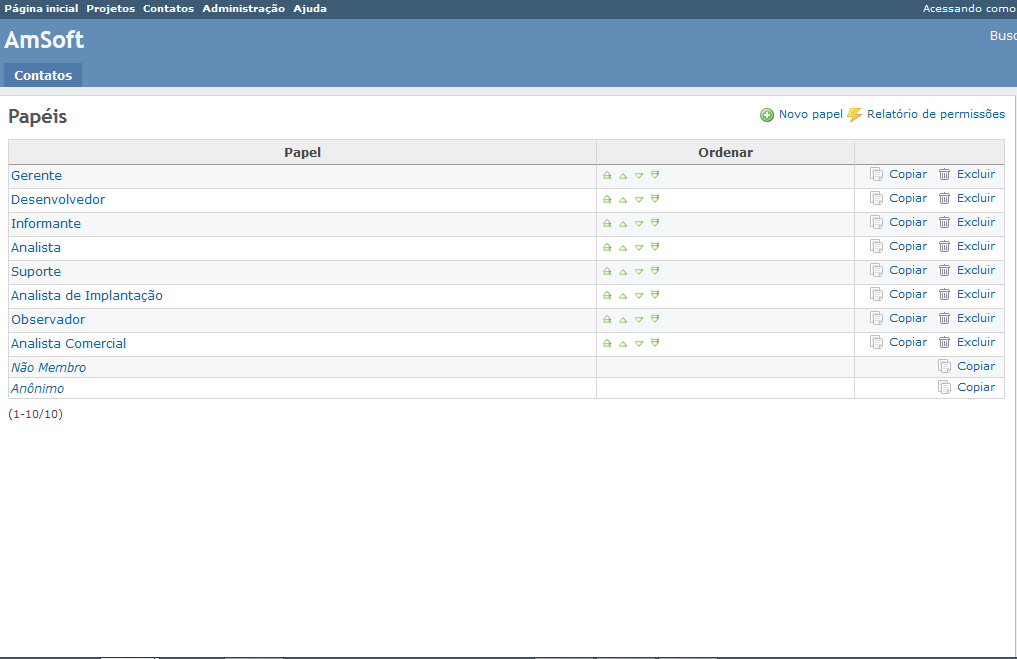 Página inicial Projetos Contatos Administração Ajuda Acessando como
AmSoft
Contatos
Papéis Novo papel Relatório de permissões
Papel Ordenar
Gerente Copiar Excluir
Desenvolvedor Copiar Excluir
Informante Copiar Excluir
Analista Copiar Excluir
Suporte Copiar Excluir
Analista de Implantação Copiar Excluir
Observador Copiar Excluir
Analista Comercial Copiar Excluir
Não Membro Copiar
Anônimo Copiar
(1-10/10)